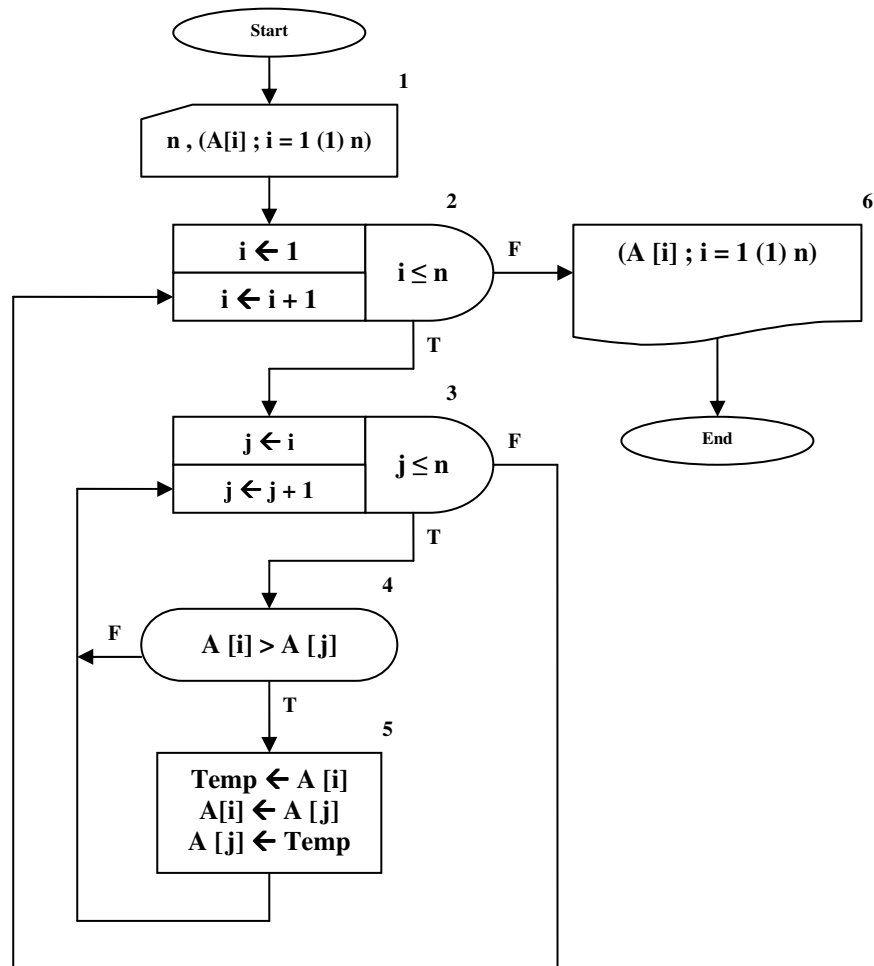 Start
1
n , (A[i] ; i = 1 (1) n)
2
i ← 1
i ← i + 1
i ≤ n
F
T
6
(A [i] ; i = 1 (1) n)
End
3
j ← i
j ← j + 1
j ≤ n
F
T
4
A [i] > A [j]
F
T
5
Temp ← A [i]
A[i] ← A [j]
A [j] ← Temp